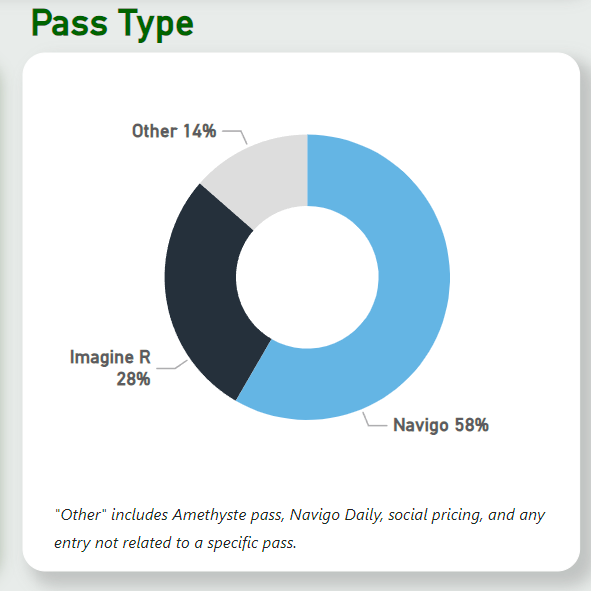 Pass Type
Other 14%
Imagine R
28%
Navigo 58%
"Other" includes Amethyste pass, Navigo Daily, social pricing, and any
entry not related to a specific pass.